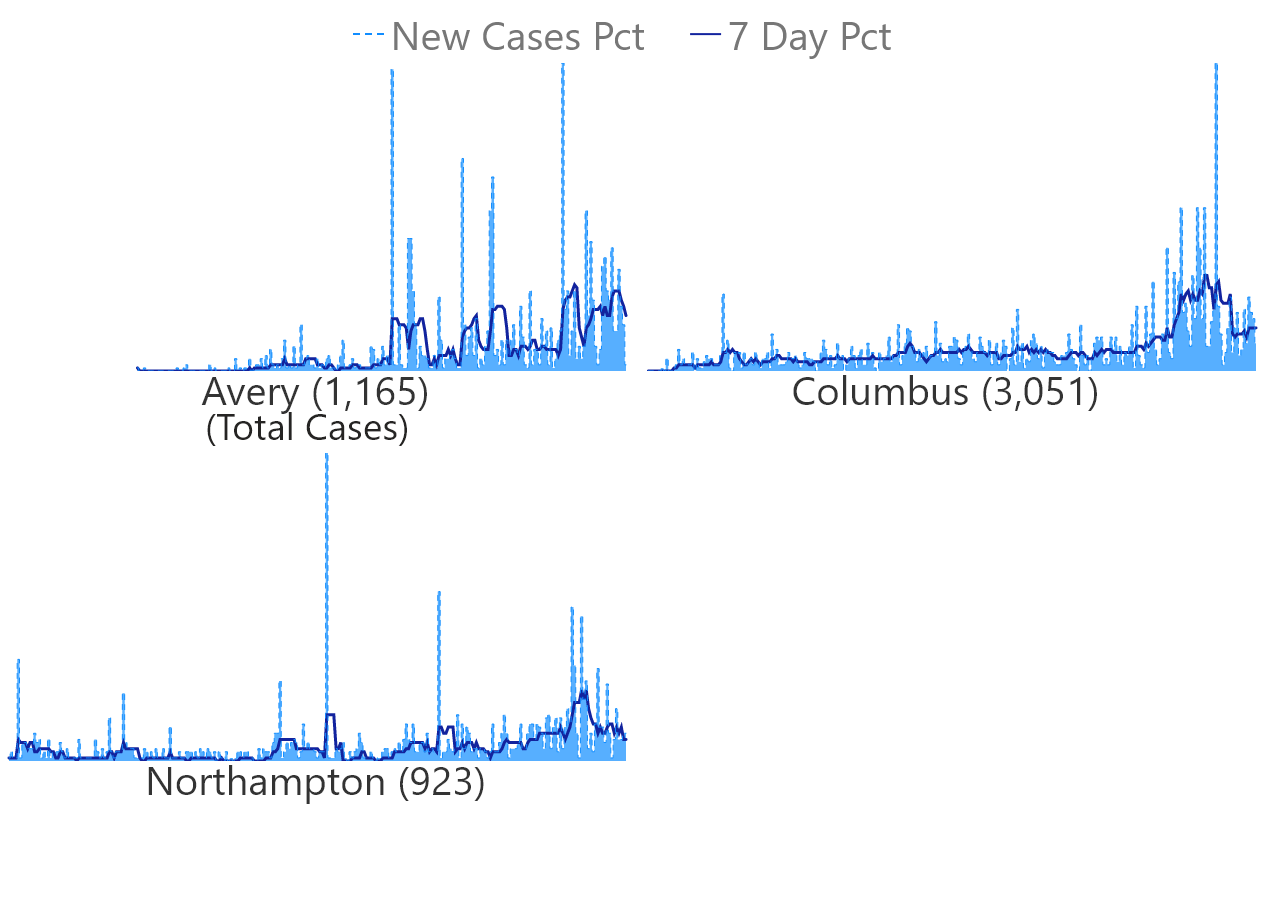 New Cases Pct 7 Day Pct
Avery (1,165) Columbus (3,051)
(Total Cases)
Northampton (923)